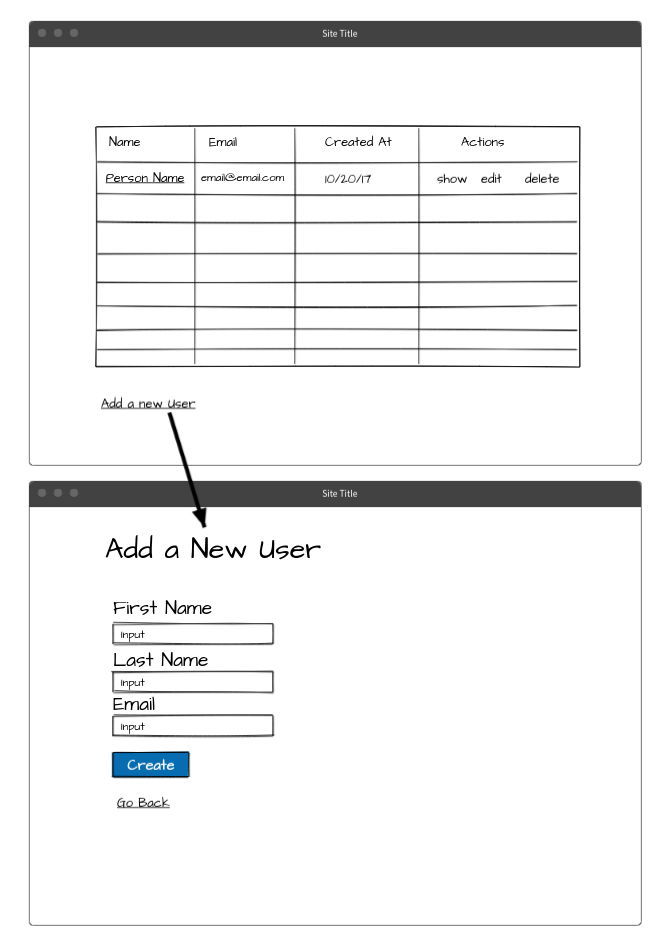 Site Title
Name Email Created At Actions
Person Name email@email.com 10/20/17 show edit delete
Add a new User
Site Title
Add a New User
First Name
Input
Last Name
Input
Email
Input
Create
Go Back